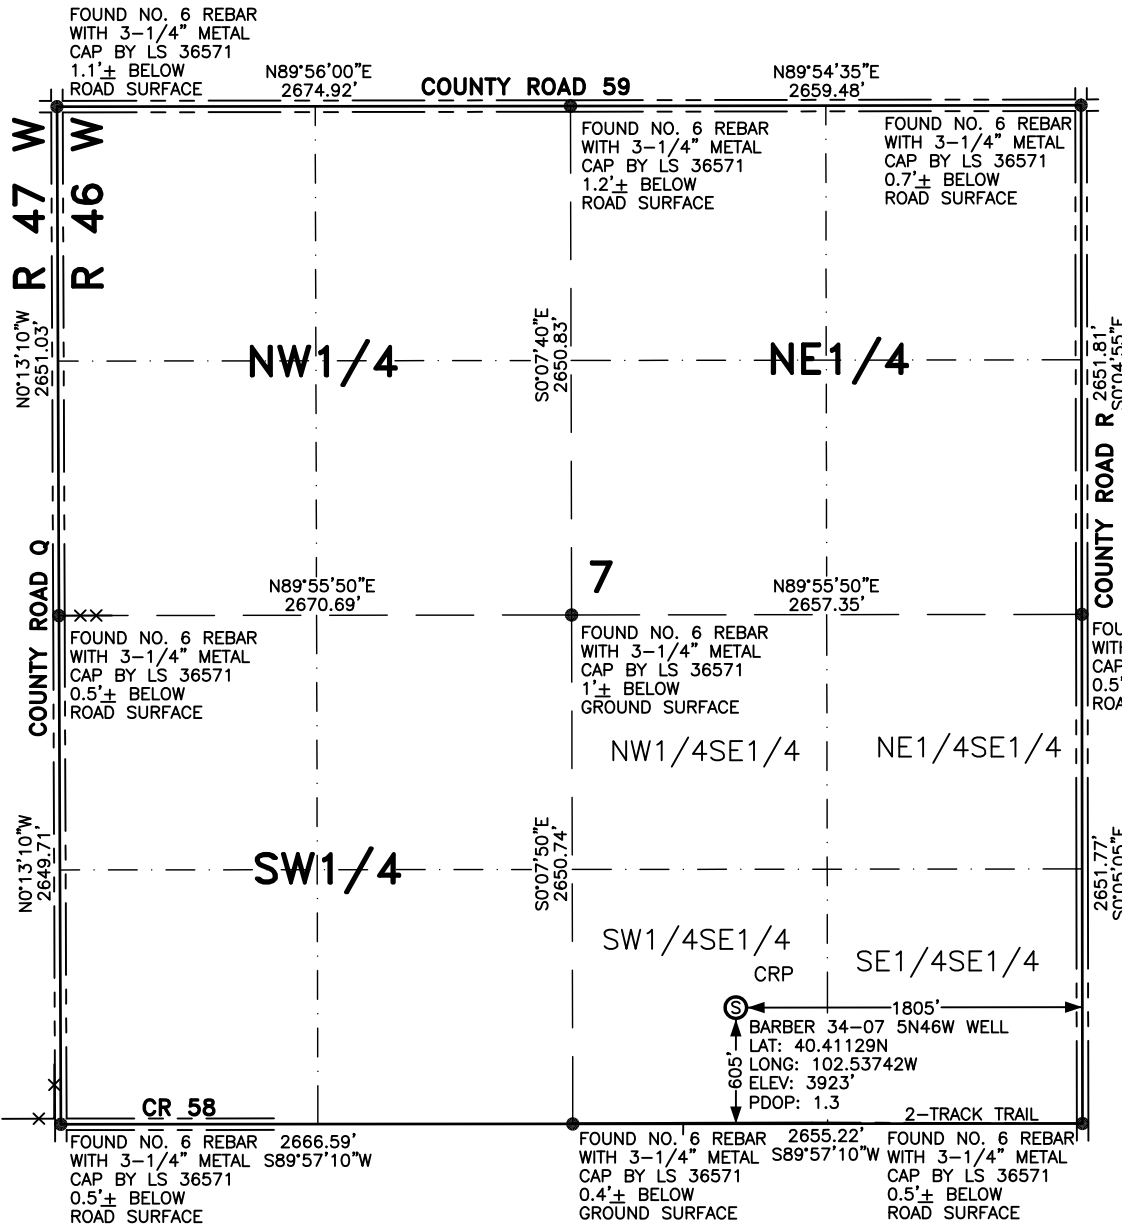 FOUND NO. 6 REBAR
WITH 3-1/4" METAL
CAP BY LS 36571
1.1'± BELOW
ROAD SURFACE
N89°56'00"E
2674.92'
COUNTY ROAD 59
N89°54'35"E
2659.48'
R 47 W
R 46 W
FOUND NO. 6 REBAR
WITH 3-1/4" METAL
CAP BY LS 36571
1.2'± BELOW
ROAD SURFACE
FOUND NO. 6 REBAR
WITH 3-1/4" METAL
CAP BY LS 36571
0.7'± BELOW
ROAD SURFACE
N0°13'10"W
2651.03'
NW1/4
S0°07'40"E
2650.83'
NE1/4
2651.81'
S0°04'55"E
COUNTY ROAD R
COUNTY ROAD Q
N89°55'50"E
2670.69'
7
N89°55'50"E
2657.35'
FOUND NO. 6 REBAR
WITH 3-1/4" METAL
CAP BY LS 36571
0.5'± BELOW
ROAD SURFACE
FOUND NO. 6 REBAR
WITH 3-1/4" METAL
CAP BY LS 36571
1'± BELOW
GROUND SURFACE
FOU
WITH
CAP
0.5'
ROA
NW1/4SE1/4
NE1/4SE1/4
N0°13'10"W
2649.71'
SW1/4
S0°07'50"E
2650.74'
2651.77'
S0°05'05"E
SW1/4SE1/4
SE1/4SE1/4
CRP
S
1805'
605'
BARBER 34-07 5N46W WELL
LAT: 40.41129N
LONG: 102.53742W
ELEV: 3923'
PDOP: 1.3
CR 58
2-TRACK TRAIL
FOUND NO. 6 REBAR
WITH 3-1/4" METAL
CAP BY LS 36571
0.5'± BELOW
ROAD SURFACE
2666.59'
S89°57'10"W
FOUND NO. 6 REBAR
WITH 3-1/4" METAL
CAP BY LS 36571
0.4'± BELOW
GROUND SURFACE
2655.22'
S89°57'10"W
FOUND NO. 6 REBAR
WITH 3-1/4" METAL
CAP BY LS 36571
0.5'± BELOW
ROAD SURFACE